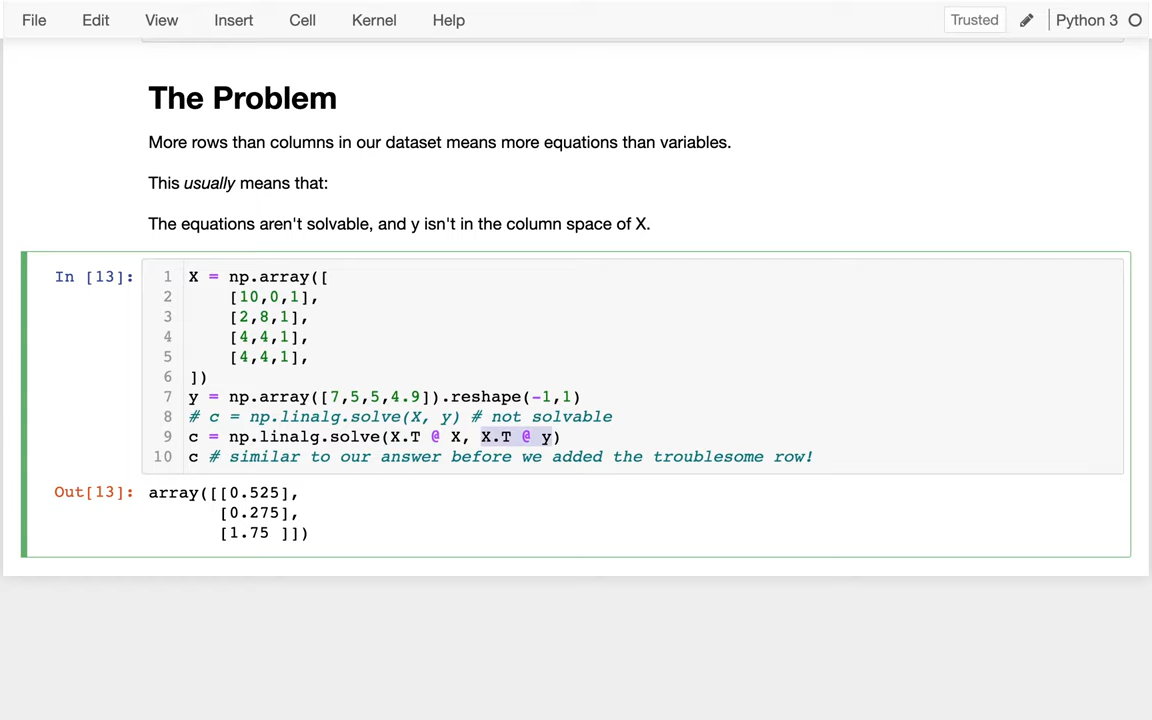 File Edit View Insert Cell Kernel Help Trusted Python 3
The Problem
More rows than columns in our dataset means more equations than variables.
This usually means that:
The equations aren't solvable, and y isn't in the column space of X.
In [13]: 1 X = np.array([
2 [10,0,1],
3 [2,8,1],
4 [4,4,1],
5 [4,4,1],
6 ])
7 y = np.array([7,5,5,4.9]).reshape(-1,1)
8 # c = np.linalg.solve(X, y) # not solvable
9 c = np.linalg.solve(X.T @ X, X.T @ y)
10 c # similar to our answer before we added the troublesome row!
Out[13]: array([[0.525],
[0.275],
[1.75 ]])